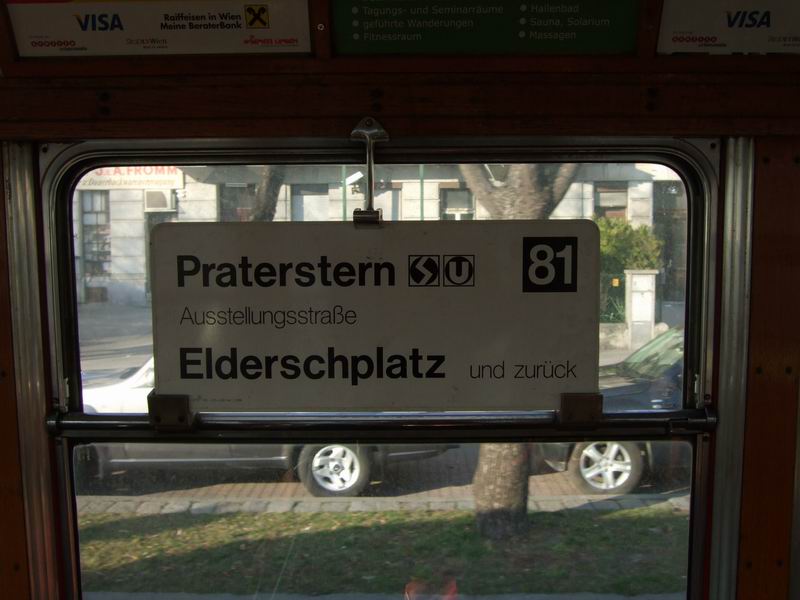 VISA
Raiffeisen in Wien
Meine BeraterBank
Tagungs- und Seminarräume
geführte Wanderungen
Fitnessraum
Hallenbad
Sauna, Solarium
Massagen
VISA
J.&A. FROMM
Praterstern S U 81
Ausstellungsstraße
Elderschplatz und zurück